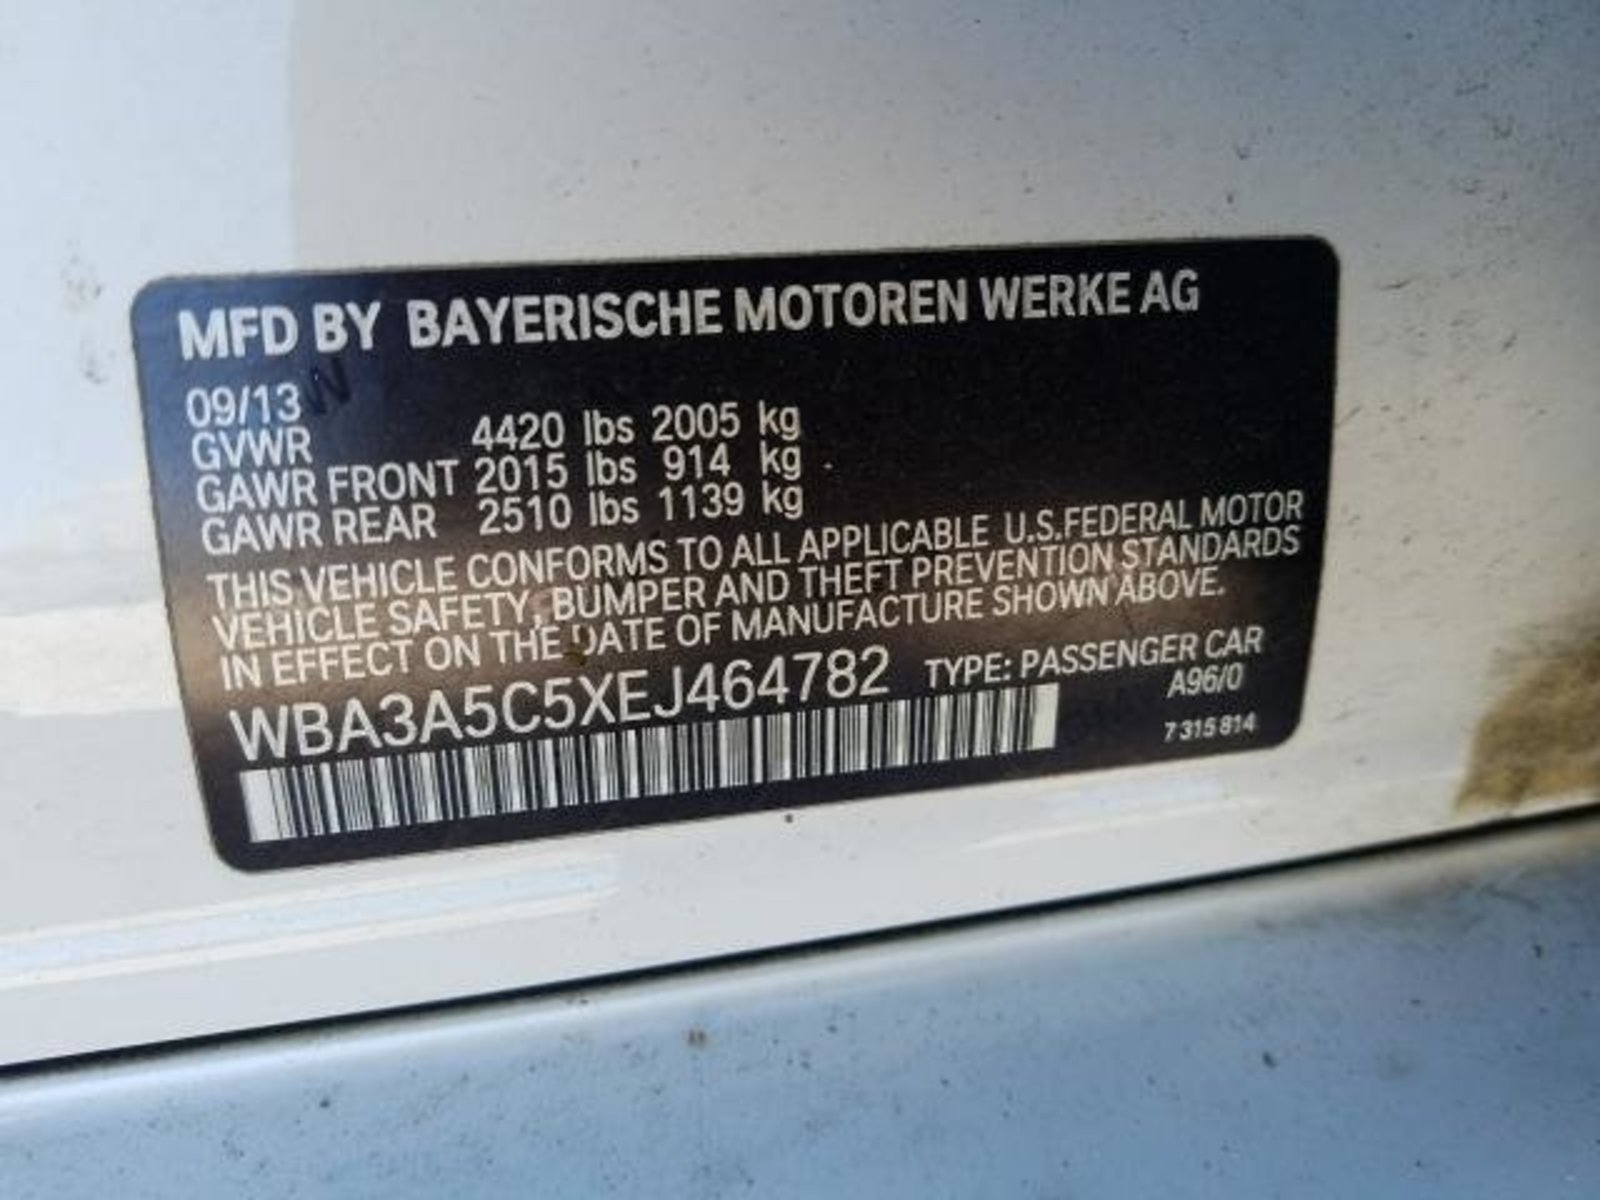 MFD BY BAYERISCHE MOTOREN WERKE AG
09/13
GVWR 4420 lbs 2005 kg
GAWR FRONT 2015 lbs 914 kg
GAWR REAR 2510 lbs 1139 kg
THIS VEHICLE CONFORMS TO ALL APPLICABLE U.S.FEDERAL MOTOR
VEHICLE SAFETY, BUMPER AND THEFT PREVENTION STANDARDS
IN EFFECT ON THE DATE OF MANUFACTURE SHOWN ABOVE.
WBA3A5C5XEJ464782 TYPE: PASSENGER CAR
A96/0
7 315 814